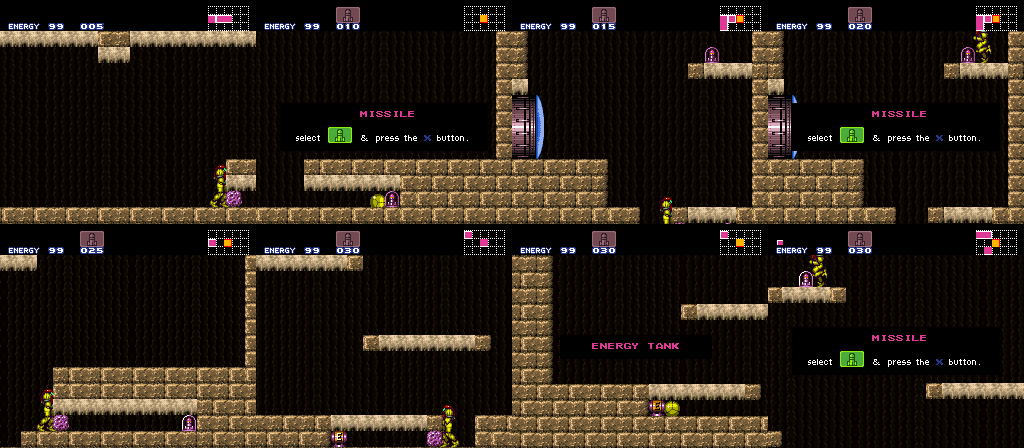 ENERGY 99 005
ENERGY 99 010
ENERGY 99 015
ENERGY 99 020
MISSILE
select & press the X button.
MISSILE
select & press the X button.
ENERGY 99 025
ENERGY 99 030
ENERGY 99 030
ENERGY 99 030
ENERGY TANK
MISSILE
select & press the X button.